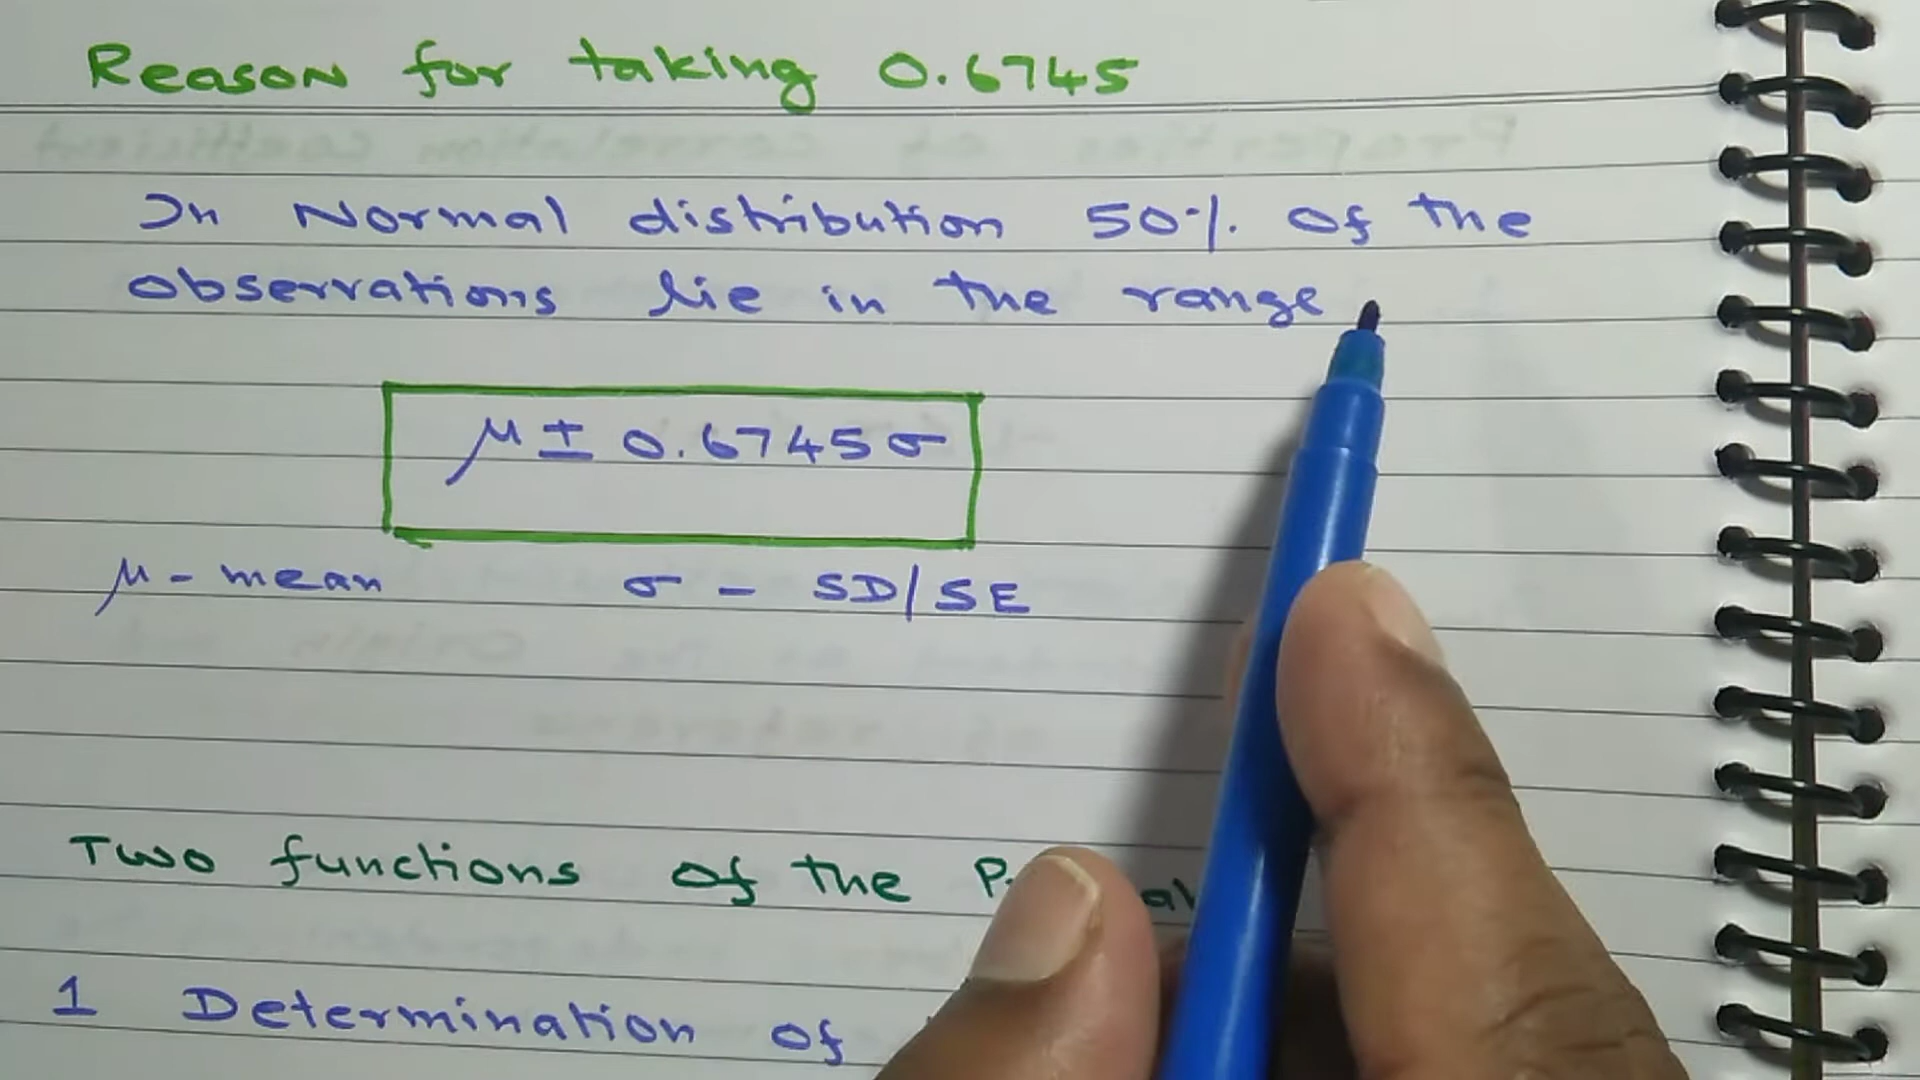 Reason for taking 0.6745
In Normal distribution 50%. of the
observations lie in the range
μ ± 0.6745σ
μ - mean σ - SD/SE
Two functions of the
1 Determination of